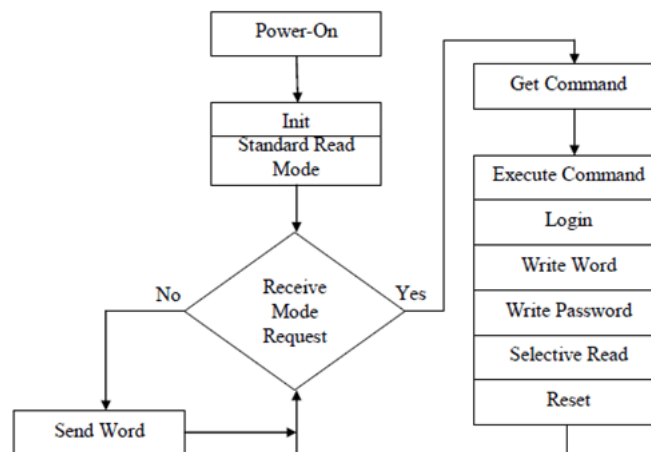 Power-On
Init
Standard Read
Mode
Receive
Mode
Request
No
Yes
Send Word
Get Command
Execute Command
Login
Write Word
Write Password
Selective Read
Reset